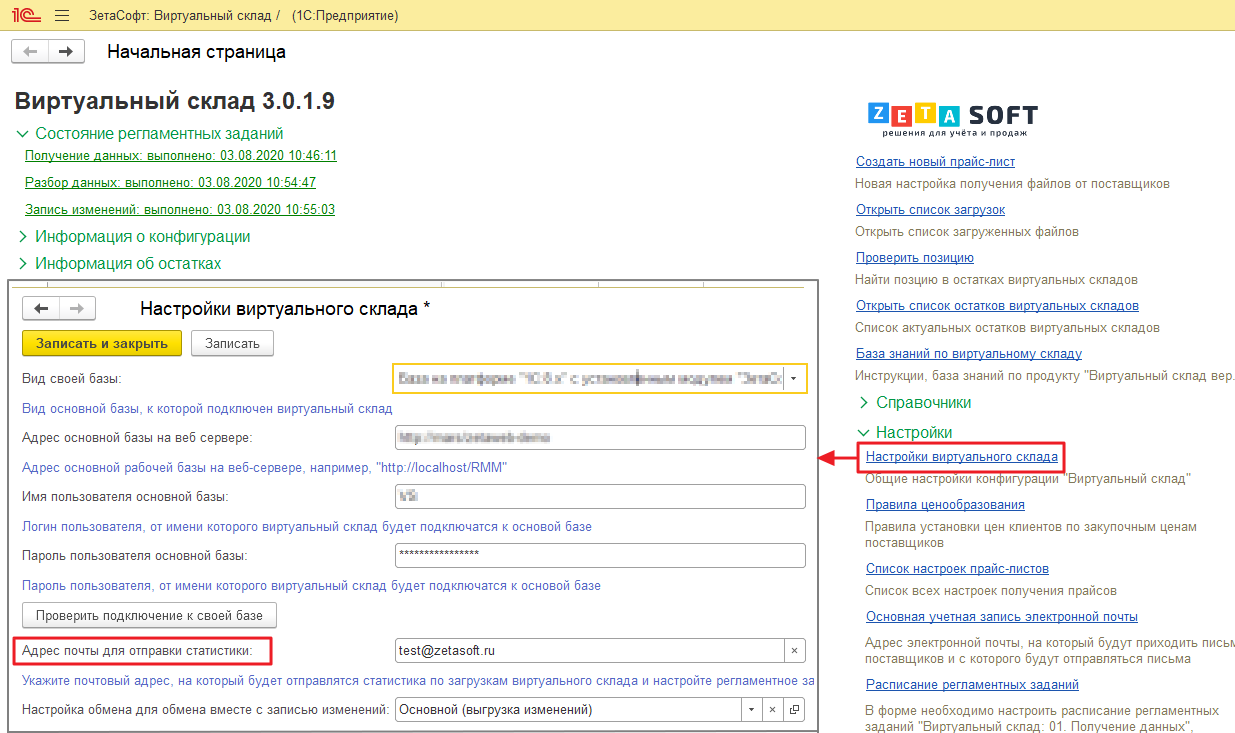 1С ЗетаСофт: Виртуальный склад / (1С:Предприятие)
Начальная страница
Виртуальный склад 3.0.1.9
Состояние регламентных заданий
Получение данных: выполнено: 03.08.2020 10:46:11
Разбор данных: выполнено: 03.08.2020 10:54:47
Запись изменений: выполнено: 03.08.2020 10:55:03
Информация о конфигурации
Информация об остатках
Настройки виртуального склада *
Записать и закрыть Записать
Вид своей базы:
Вид основной базы, к которой подключен виртуальный склад
Адрес основной базы на веб сервере:
Адрес основной рабочей базы на веб-сервере, например, "http://localhost/RMM"
Имя пользователя основной базы:
Логин пользователя, от имени которого виртуальный склад будет подключатся к основой базе
Пароль пользователя основной базы: ****************
Пароль пользователя, от имени которого виртуальный склад будет подключатся к основой базе
Проверить подключение к своей базе
Адрес почты для отправки статистики: test@zetasoft.ru
Укажите почтовый адрес, на который будет отправлятся статистика по загрузкам виртуального склада и настройте регламентное за
Настройка обмена для обмена вместе с записью изменений: Основной (выгрузка изменений)
ZETA SOFT
решения для учёта и продаж
Создать новый прайс-лист
Новая настройка получения файлов от поставщиков
Открыть список загрузок
Открыть список загруженных файлов
Проверить позицию
Найти позцию в остатках виртуальных складов
Открыть список остатков виртуальных складов
Список актуальных остатков виртуальных складов
База знаний по виртуальному складу
Инструкции, база знаний по продукту "Виртуальный склад вер.
Справочники
Настройки
Настройки виртуального склада
Общие настройки конфигурации "Виртуальный склад"
Правила ценообразования
Правила установки цен клиентов по закупочным ценам
поставщиков
Список настроек прайс-листов
Список всех настроек получения прайсов
Основная учетная запись электронной почты
Адрес электронной почты, на который будут приходить письм
поставщиков и с которого будут отправляться письма
Расписание регламентных заданий
В форме необходимо настроить расписание регламентных
заданий "Виртуальный склад: 01. Получение данных",